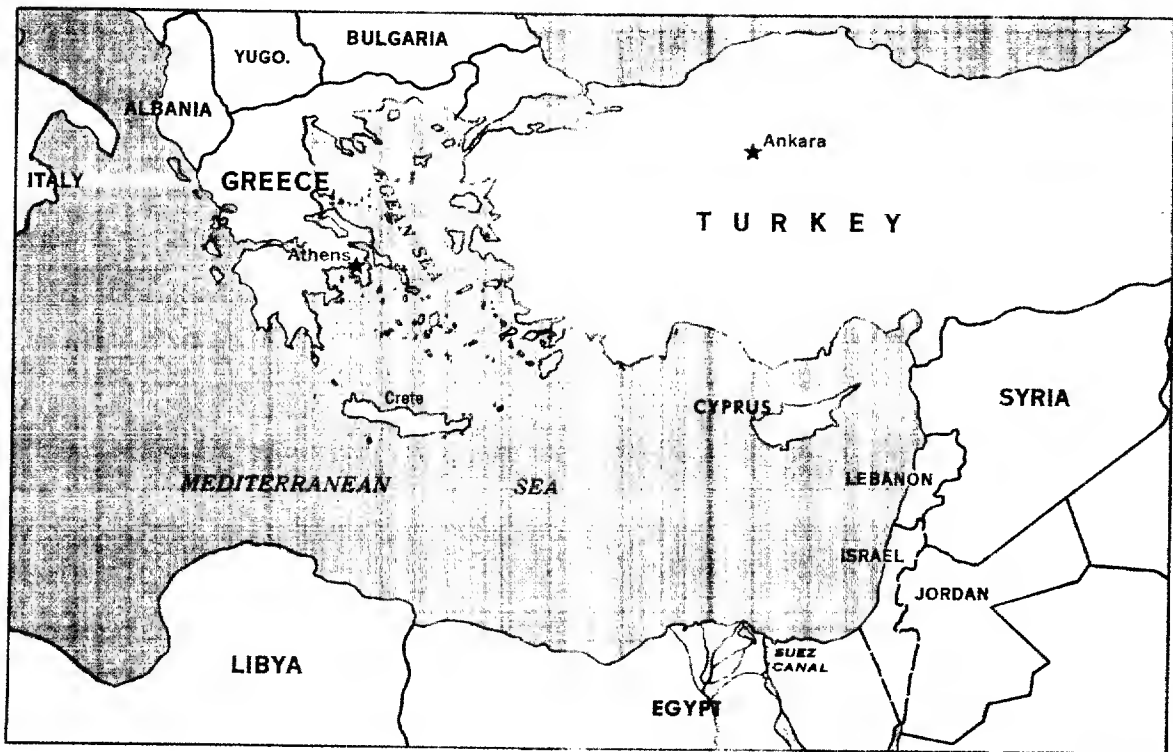 BULGARIA
YUGO.
ALBANIA
Ankara
ITALY
GREECE
AEGEAN SEA
TURKEY
Athens
Crete
CYPRUS
SYRIA
MEDITERRANEAN SEA
LEBANON
ISRAEL
JORDAN
SUEZ
CANAL
LIBYA
EGYPT